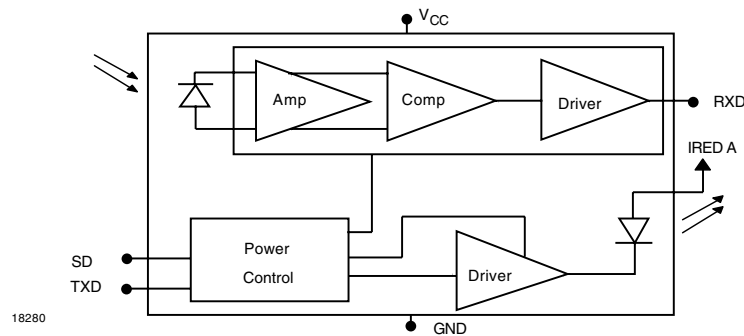 VCC
Amp
Comp
Driver
RXD
IRED A
Power
Control
Driver
SD
TXD
18280
GND